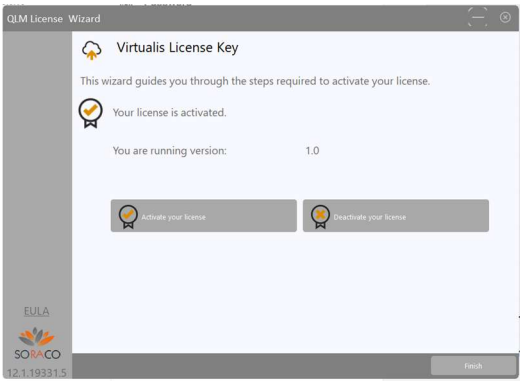 QLM License Wizard
Virtualis License Key
This wizard guides you through the steps required to activate your license.
Your license is activated.
You are running version: 1.0
Activate your license
Deactivate your license
EULA
SORACO
12.1.19331.5
Finish